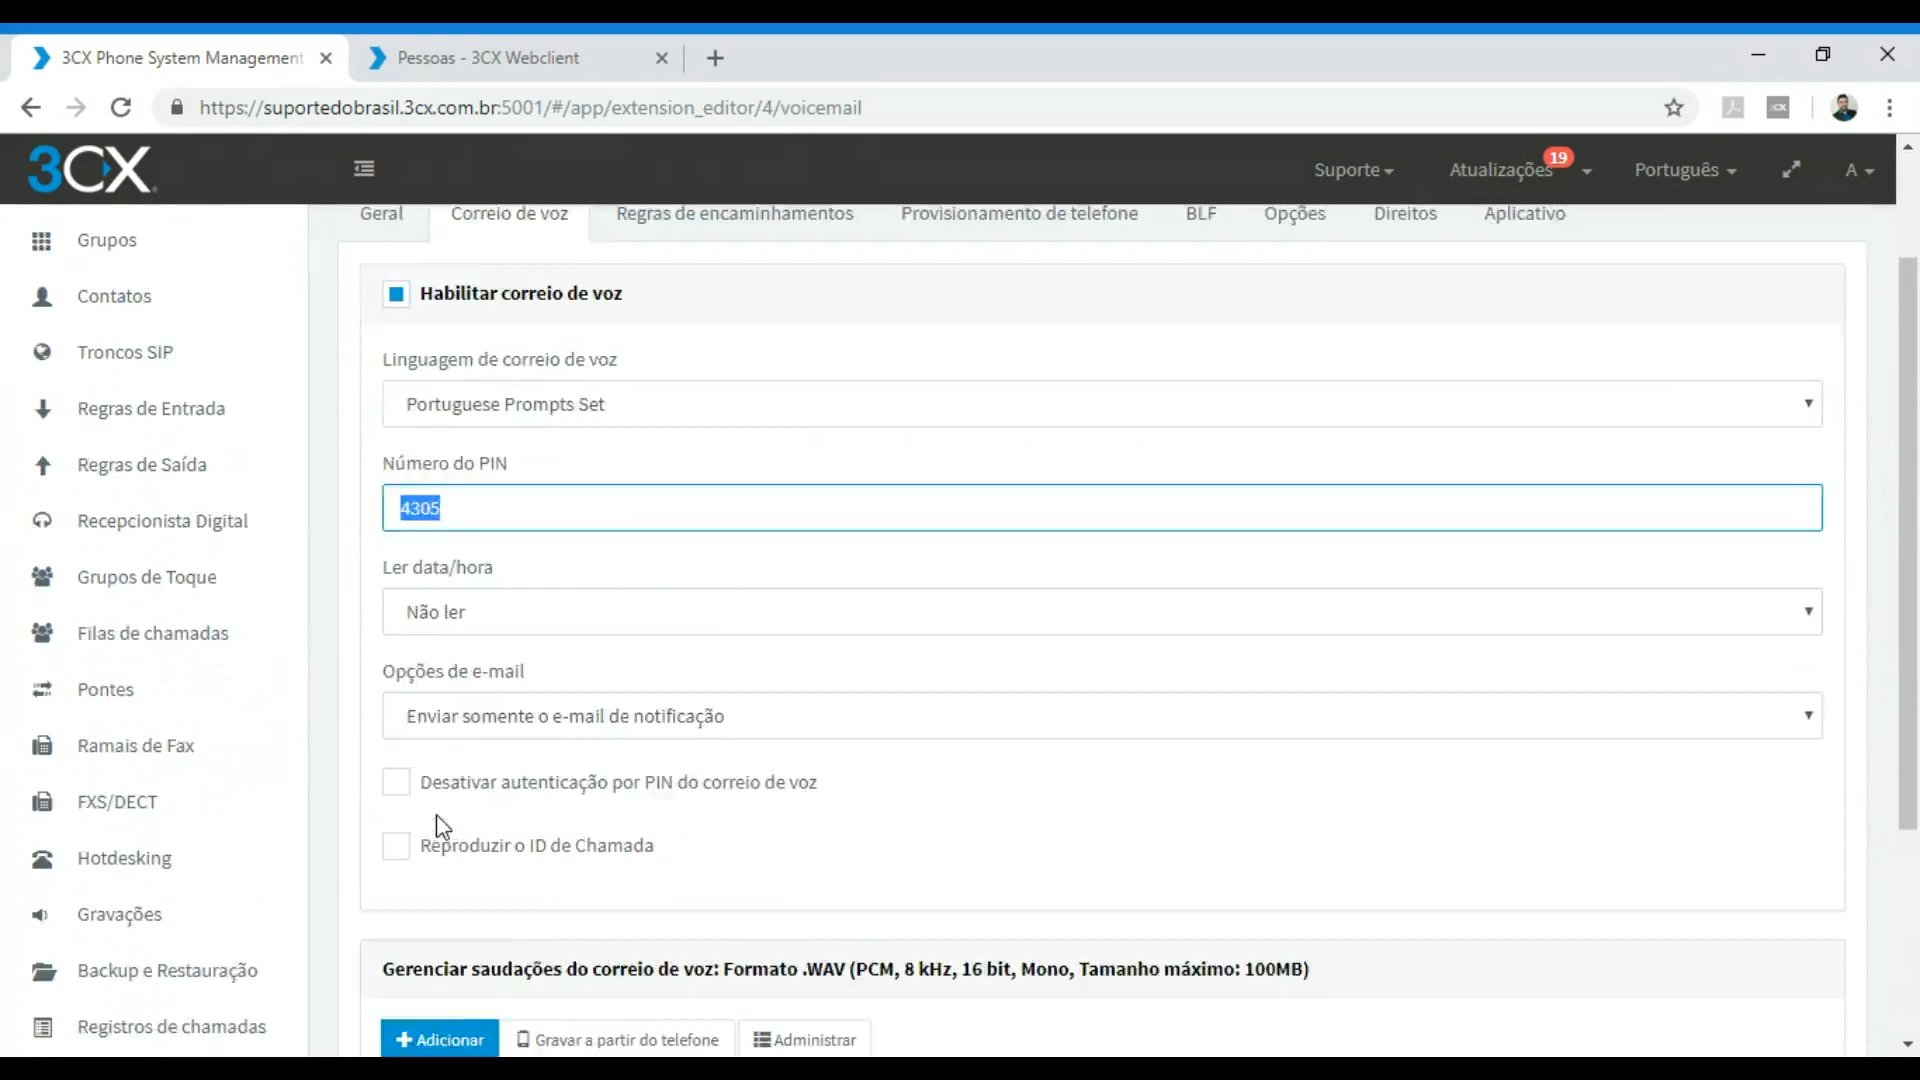 3CX Phone System Management
Pessoas - 3CX Webclient
https://suportedobrasil.3cx.com.br:5001/#/app/extension_editor/4/voicemail
3CX
Suporte
Atualizações
19
Português
A
Geral
Correio de voz
Regras de encaminhamentos
Provisionamento de telefone
BLF
Opções
Direitos
Aplicativo
Grupos
Contatos
Troncos SIP
Regras de Entrada
Regras de Saída
Recepcionista Digital
Grupos de Toque
Filas de chamadas
Pontes
Ramais de Fax
FXS/DECT
Hotdesking
Gravações
Backup e Restauração
Registros de chamadas
Habilitar correio de voz
Linguagem de correio de voz
Portuguese Prompts Set
Número do PIN
4305
Ler data/hora
Não ler
Opções de e-mail
Enviar somente o e-mail de notificação
Desativar autenticação por PIN do correio de voz
Reproduzir o ID de Chamada
Gerenciar saudações do correio de voz: Formato .WAV (PCM, 8 kHz, 16 bit, Mono, Tamanho máximo: 100MB)
Adicionar
Gravar a partir do telefone
Administrar